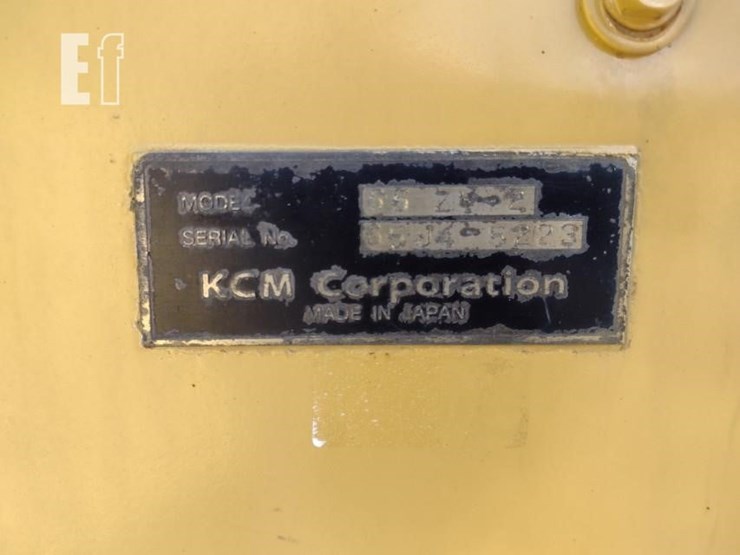 Ef
MODEL
SERIAL No.
KCM Corporation
MADE IN JAPAN